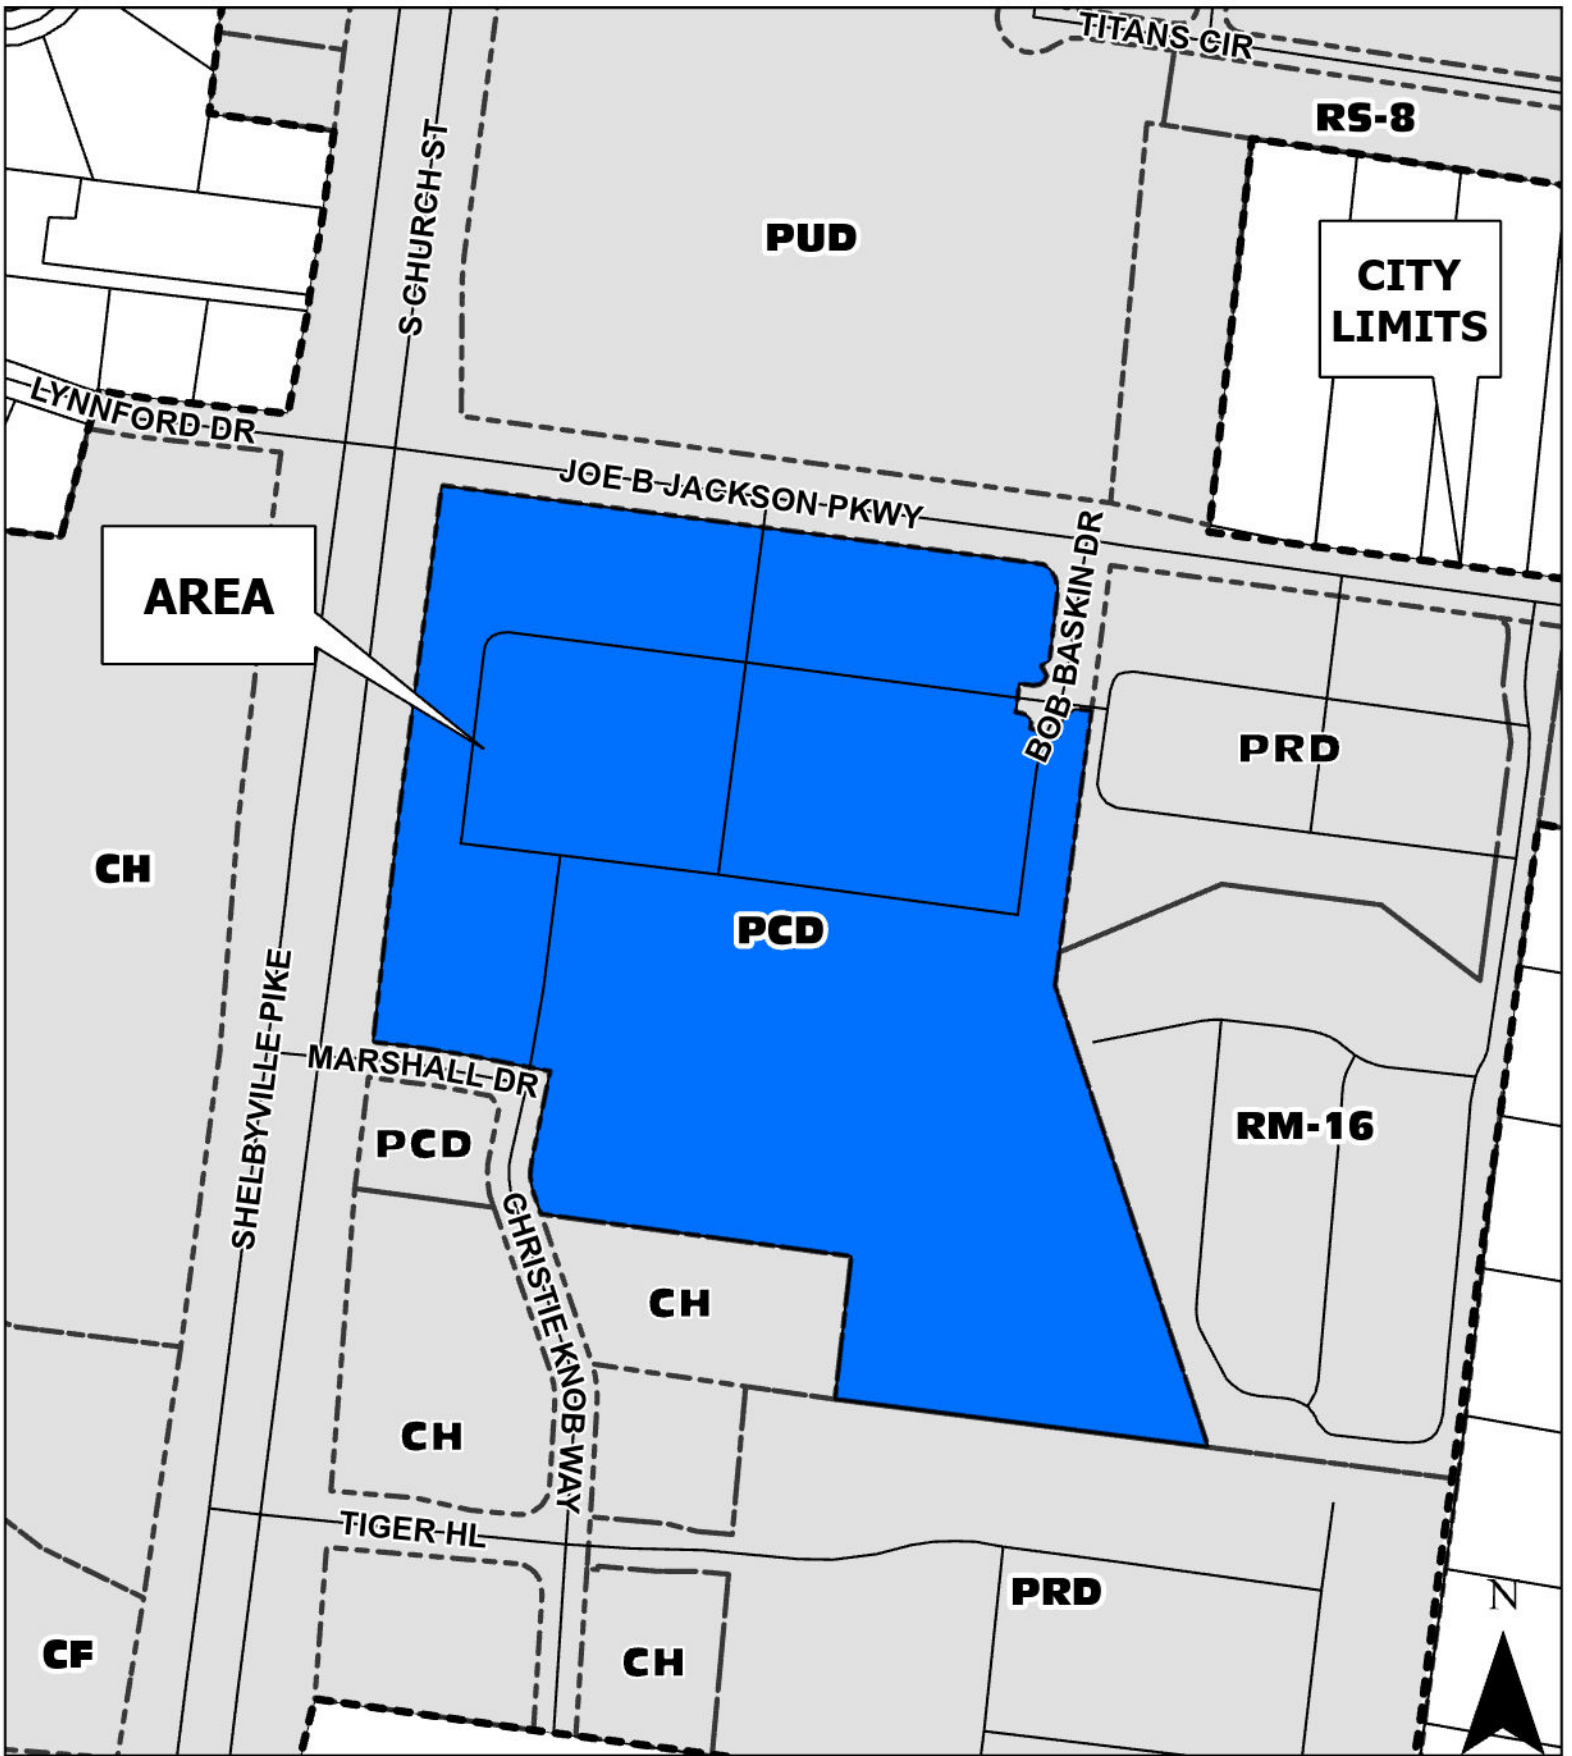 TITANS CIR
RS-8
S CHURCH ST
PUD
CITY
LIMITS
LYNNFORD DR
JOE B JACKSON PKWY
BOB BASKIN DR
AREA
PRD
CH
PCD
SHELBYVILLE PIKE
MARSHALL DR
RM-16
PCD
CHRISTIE KNOB WAY
CH
CH
TIGER HL
PRD
N
CF
CH